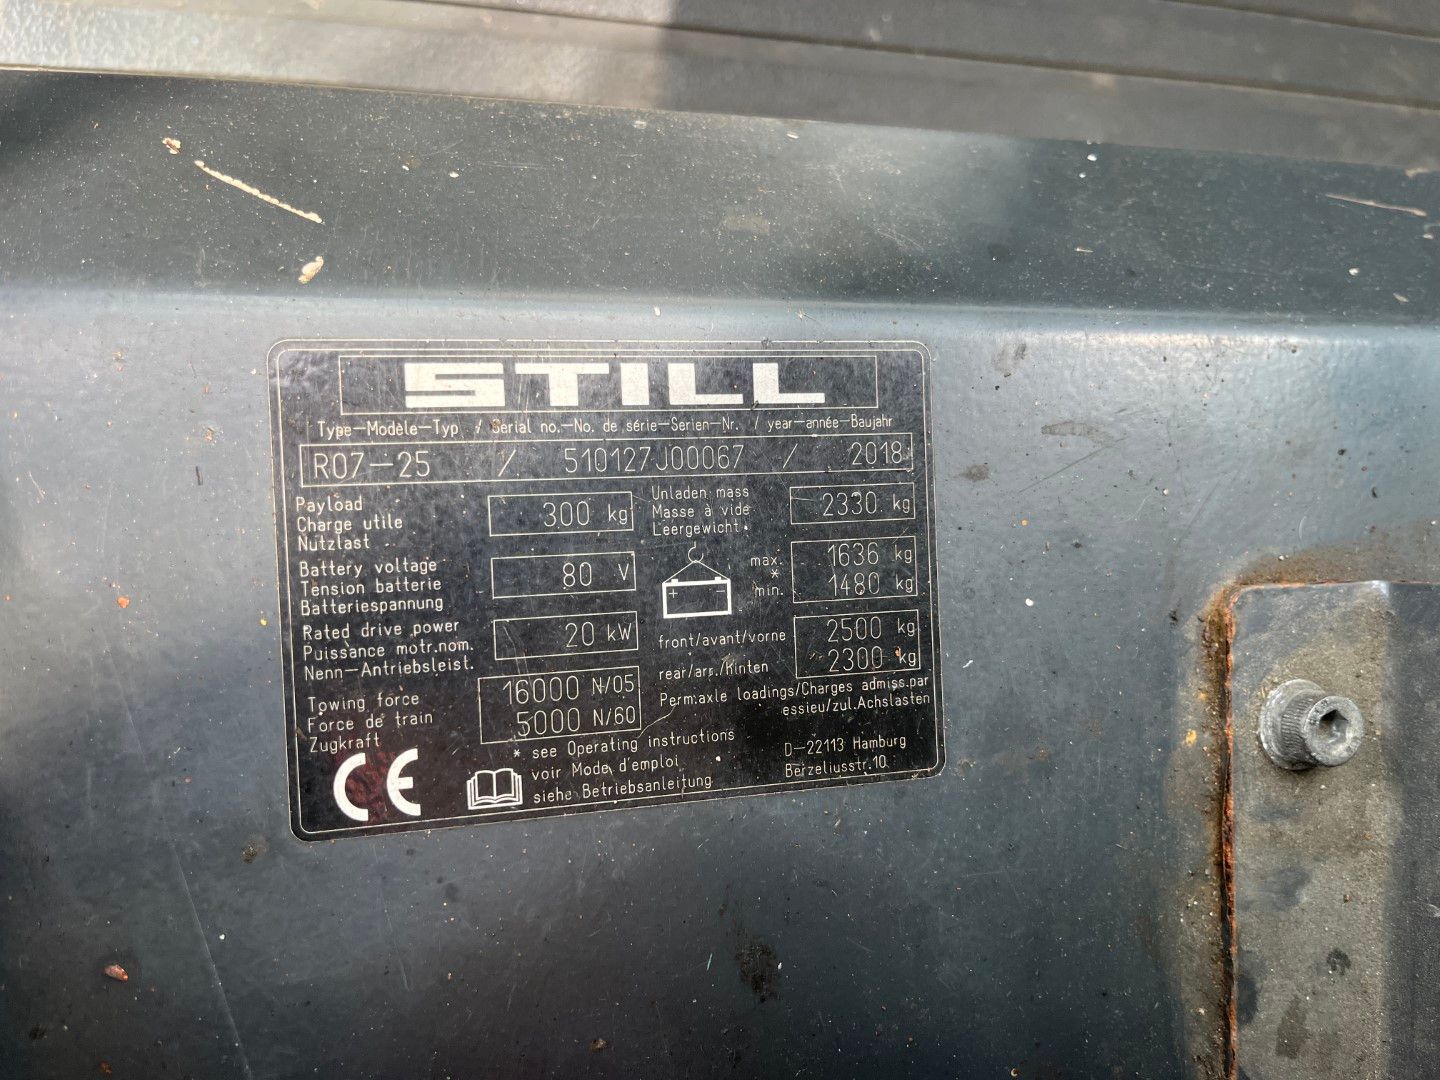 STILL
Type-Modèle-Typ / Serial no.-No. de série-Serien-Nr. / year-année-Baujahr
R07-25 / 510127J00067 / 2018
Payload
Charge utile
Nutzlast
300 kg
Unladen mass
Masse à vide
Leergewicht
2330 kg
Battery voltage
Tension batterie
Batteriespannung
80 V
+ -
max.
*
min.
1636 kg
1480 kg
Rated drive power
Puissance motr.nom.
Nenn-Antriebsleist.
20 kW
front/avant/vorne
2500 kg
rear/arr./hinten
2300 kg
Perm.axle loadings/Charges admiss.par
essieu/zul.Achslasten
Towing force
Force de train
Zugkraft
16000 N/05
5000 N/60
CE
* see Operating instructions
voir Mode d'emploi
siehe Betriebsanleitung
D-22113 Hamburg
Berzeliusstr.10